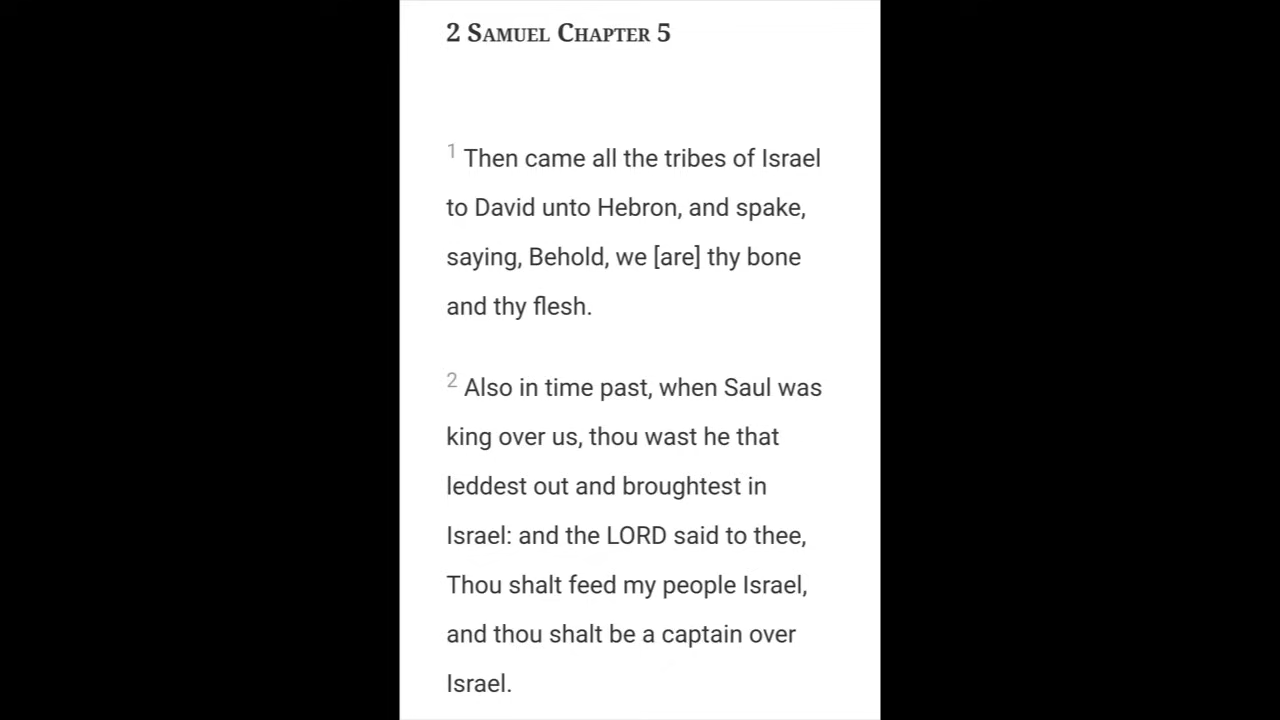 2 Samuel Chapter 5
1 Then came all the tribes of Israel
to David unto Hebron, and spake,
saying, Behold, we [are] thy bone
and thy flesh.
2 Also in time past, when Saul was
king over us, thou wast he that
leddest out and broughtest in
Israel: and the LORD said to thee,
Thou shalt feed my people Israel,
and thou shalt be a captain over
Israel.